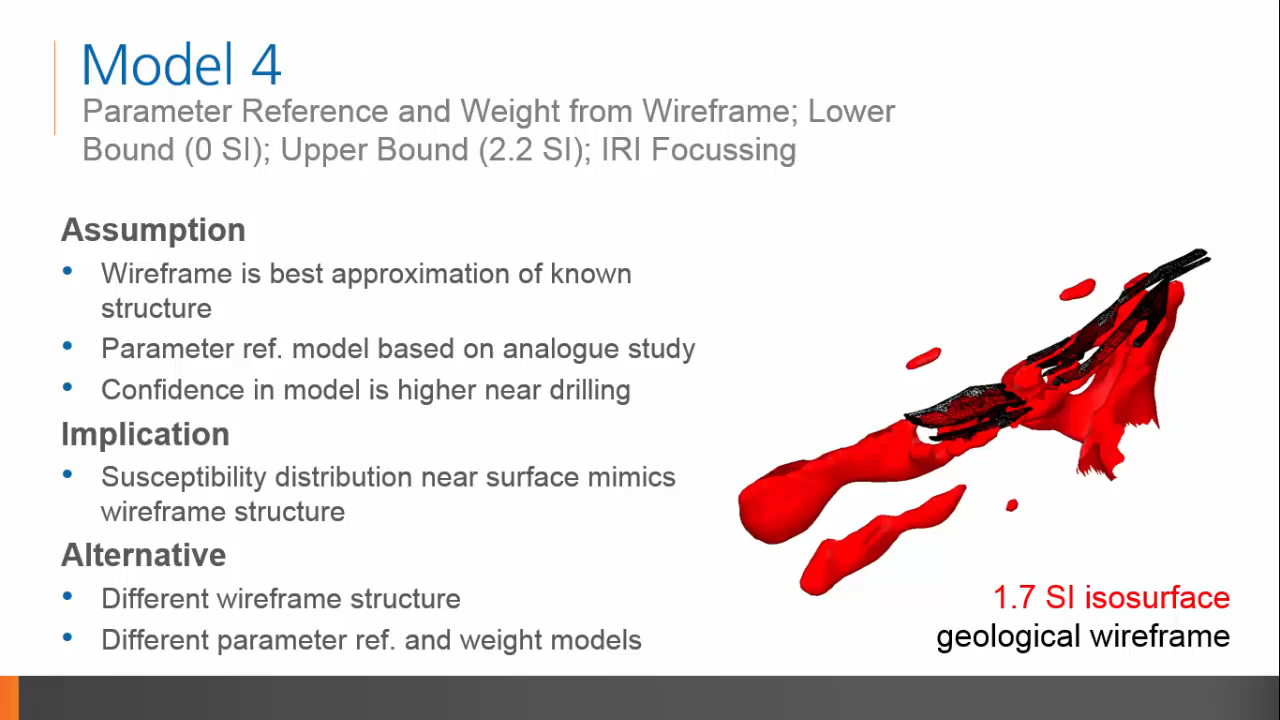 Model 4
Parameter Reference and Weight from Wireframe; Lower
Bound (0 SI); Upper Bound (2.2 SI); IRI Focussing
Assumption
• Wireframe is best approximation of known
structure
• Parameter ref. model based on analogue study
• Confidence in model is higher near drilling
Implication
• Susceptibility distribution near surface mimics
wireframe structure
Alternative
• Different wireframe structure
• Different parameter ref. and weight models
1.7 SI isosurface
geological wireframe